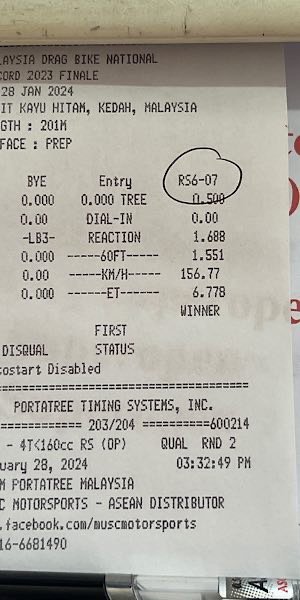 LAYSIA DRAG BIKE NATIONAL
CORD 2023 FINALE
28 JAN 2024
IT KAYU HITAM, KEDAH, MALAYSIA
GTH : 201M
FACE : PREP
BYE Entry RS6-07
0.000 0.000 TREE 0.500
0.00 DIAL-IN 0.00
-LB3- REACTION 1.688
0.000 ------60FT----- 1.551
0.00 ------KM/H----- 156.77
0.000 -------ET------ 6.778
WINNER
FIRST
DISQUAL STATUS
tostart Disabled
========================================
PORTATREE TIMING SYSTEMS, INC.
============ 203/204 ==========600214
- 4T<160cc RS (OP) QUAL RND 2
uary 28, 2024 03:32:49 PM
M PORTATREE MALAYSIA
C MOTORSPORTS - ASEAN DISTRIBUTOR
.facebook.com/muscmotorsports
16-6681490